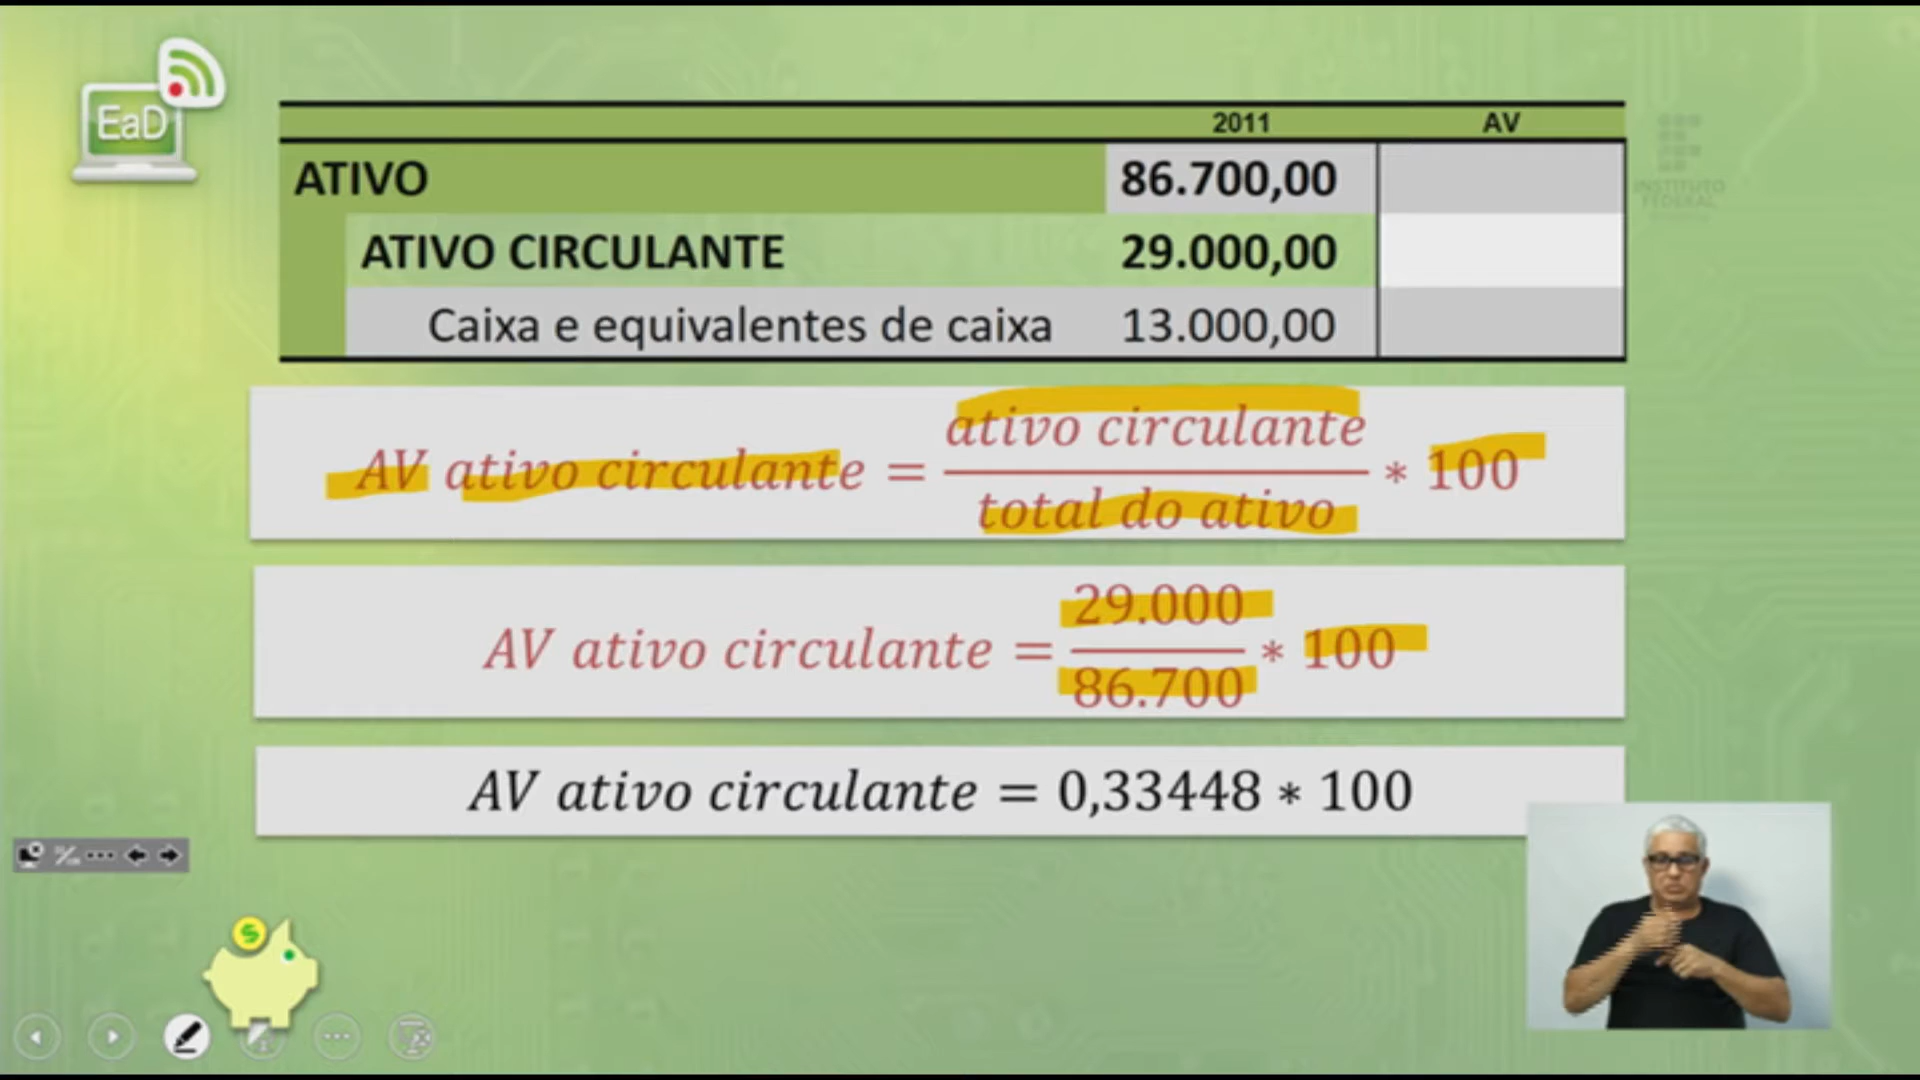 EaD
2011 AV
ATIVO 86.700,00
ATIVO CIRCULANTE 29.000,00
Caixa e equivalentes de caixa 13.000,00
INSTITUTO
FEDERAL
AV ativo circulante = ativo circulante / total do ativo * 100
AV ativo circulante = 29.000 / 86.700 * 100
AV ativo circulante = 0,33448 * 100
$